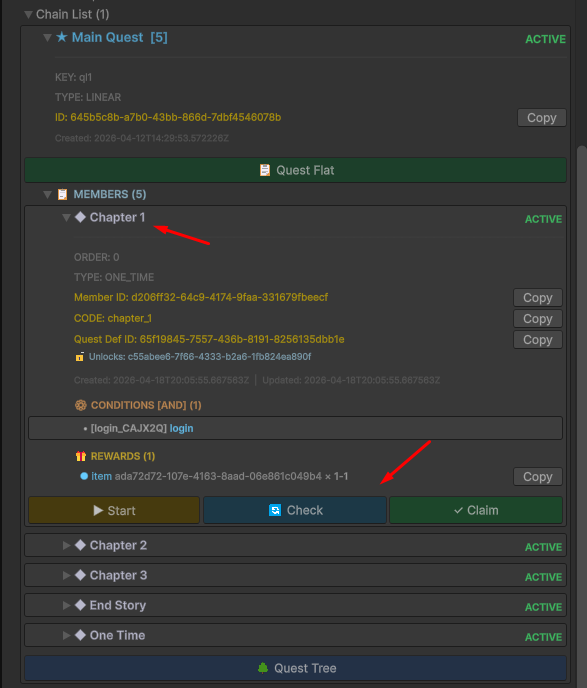 Chain List (1)
Main Quest [5] ACTIVE
KEY: ql1
TYPE: LINEAR
ID: 645b5c8b-a7b0-43bb-866d-7dbf4546078b Copy
Created: 2026-04-12T14:29:53.572226Z
Quest Flat
MEMBERS (5)
Chapter 1 ACTIVE
ORDER: 0
TYPE: ONE_TIME
Member ID: d206ff32-64c9-4174-9faa-331679fbeecf Copy
CODE: chapter_1 Copy
Quest Def ID: 65f19845-7557-436b-8191-8256135dbb1e Copy
Unlocks: c55abee6-7f66-4333-b2a6-1fb824ea890f
Created: 2026-04-18T20:05:55.667563Z | Updated: 2026-04-18T20:05:55.667563Z
CONDITIONS [AND] (1)
• [login_CAJX2Q] login
REWARDS (1)
item ada72d72-107e-4163-8aad-06e861c049b4 × 1-1 Copy
Start Check ✓ Claim
Chapter 2 ACTIVE
Chapter 3 ACTIVE
End Story ACTIVE
One Time ACTIVE
Quest Tree